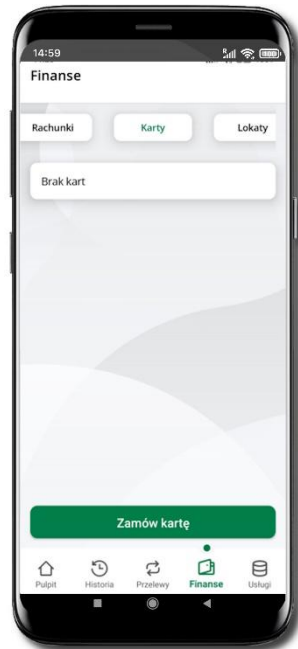 14:59
Finanse
Rachunki Karty Lokaty
Brak kart
Zamów kartę
Pulpit Historia Przelewy Finanse Usługi